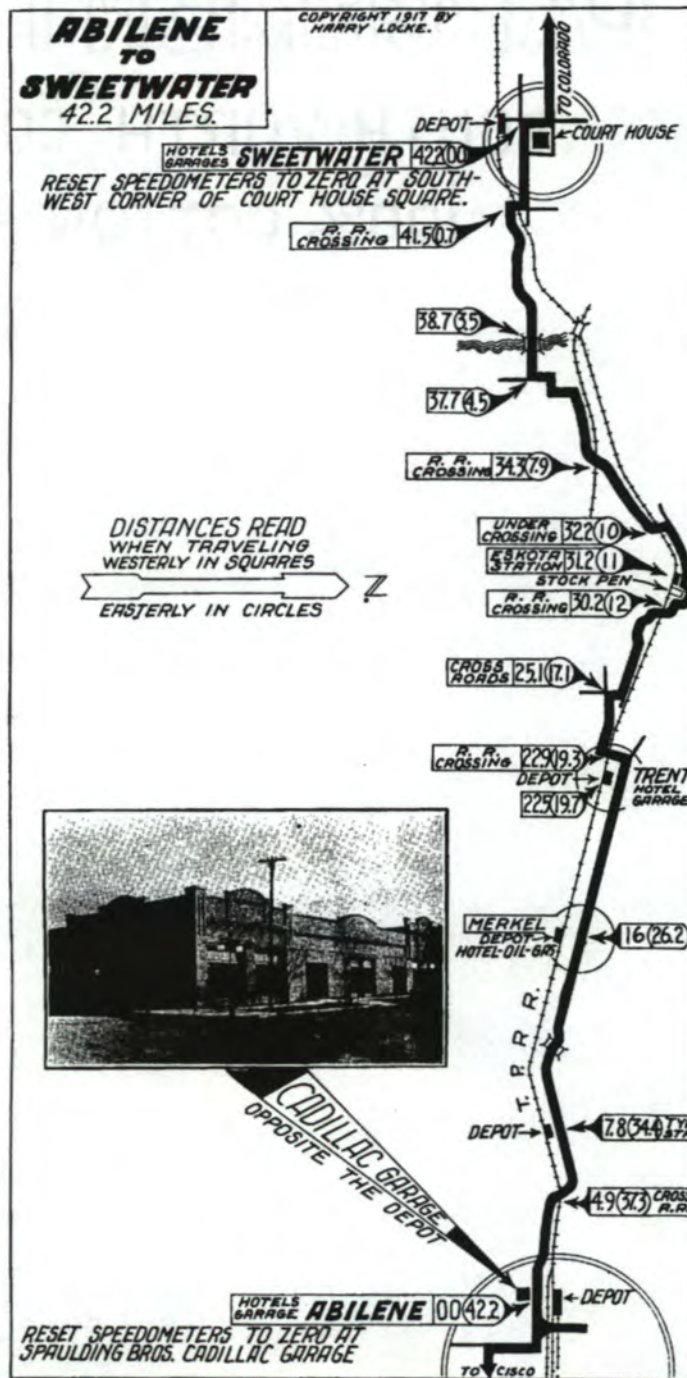 ABILENE
TO
SWEETWATER
42.2 MILES.
COPYRIGHT 1917 BY
HARRY LOCKE.
TO COLORADO
DEPOT
COURT HOUSE
HOTELS
GARAGES SWEETWATER 42.2 0.0
RESET SPEEDOMETERS TO ZERO AT SOUTH-
WEST CORNER OF COURT HOUSE SQUARE.
R. R.
CROSSING 41.5 0.7
38.7 3.5
37.7 4.5
R. R.
CROSSING 34.3 7.9
DISTANCES READ
WHEN TRAVELING
WESTERLY IN SQUARES
N.
EASTERLY IN CIRCLES
UNDER
CROSSING 32.2 10
ESKOTA
STATION 31.2 11
STOCK PEN
R. R.
CROSSING 30.2 12
CROSS
ROADS 25.1 17.1
R. R.
CROSSING 22.9 19.3
DEPOT
22.5 19.7
TRENT
HOTEL
GARAGE
MERKEL
DEPOT
HOTEL-OIL-GAS
16 26.2
T. P. R. R.
DEPOT
7.8 34.4
4.9 37.3
CADILLAC GARAGE
OPPOSITE THE DEPOT
HOTELS
GARAGE ABILENE 0.0 42.2
DEPOT
RESET SPEEDOMETERS TO ZERO AT
SPAULDING BROS. CADILLAC GARAGE
TO CISCO